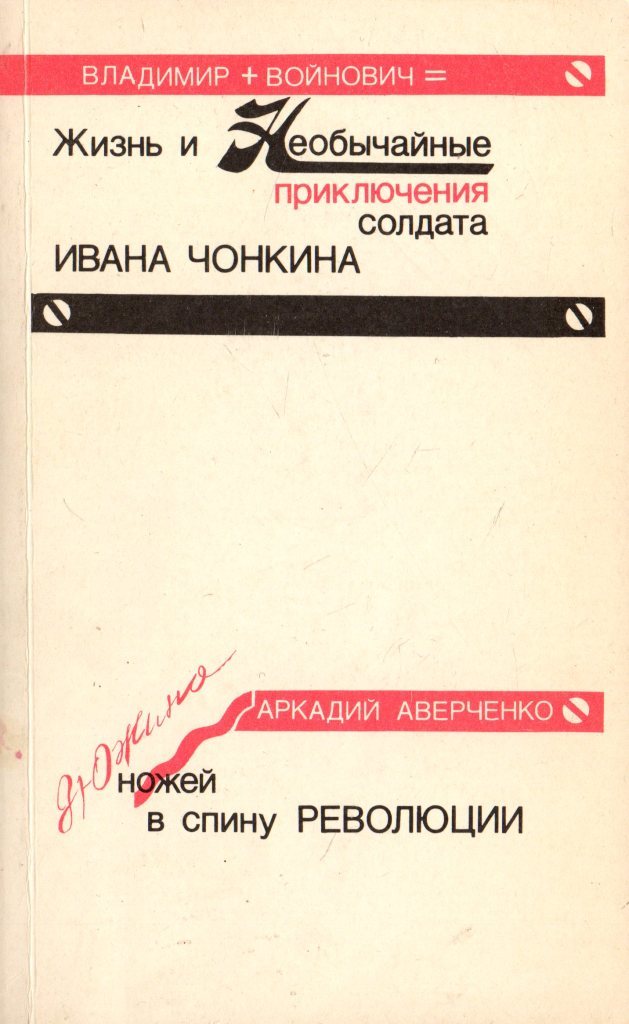 ВЛАДИМИР + ВОЙНОВИЧ =
Жизнь и Необычайные
приключения
солдата
ИВАНА ЧОНКИНА
АРКАДИЙ АВЕРЧЕНКО
дюжина
ножей
в спину РЕВОЛЮЦИИ